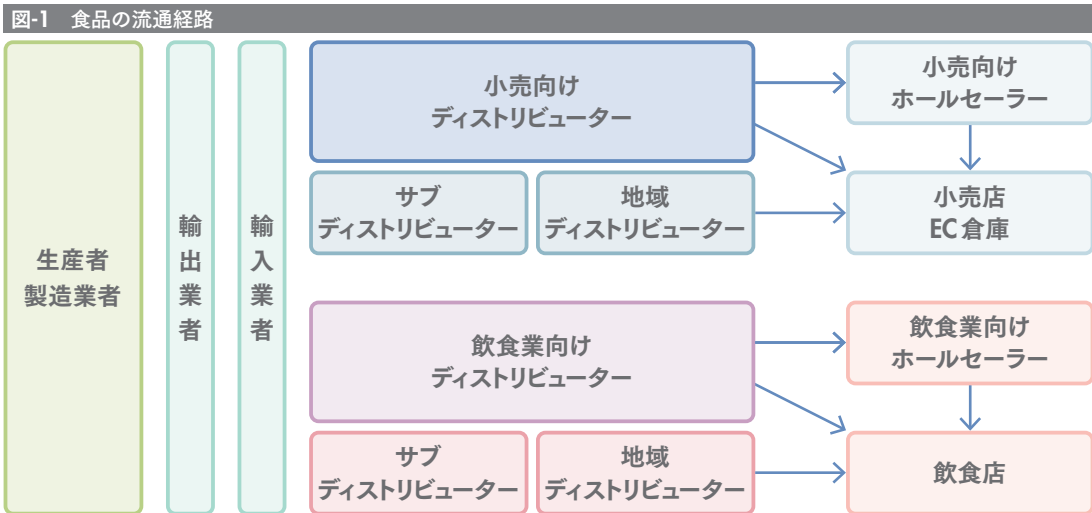 図-1 食品の流通経路
生産者
製造業者
輸出業者
輸入業者
小売向け
ディストリビューター
サブ
ディストリビューター
地域
ディストリビューター
小売向け
ホールセーラー
小売店
EC倉庫
飲食業向け
ディストリビューター
サブ
ディストリビューター
地域
ディストリビューター
飲食業向け
ホールセーラー
飲食店